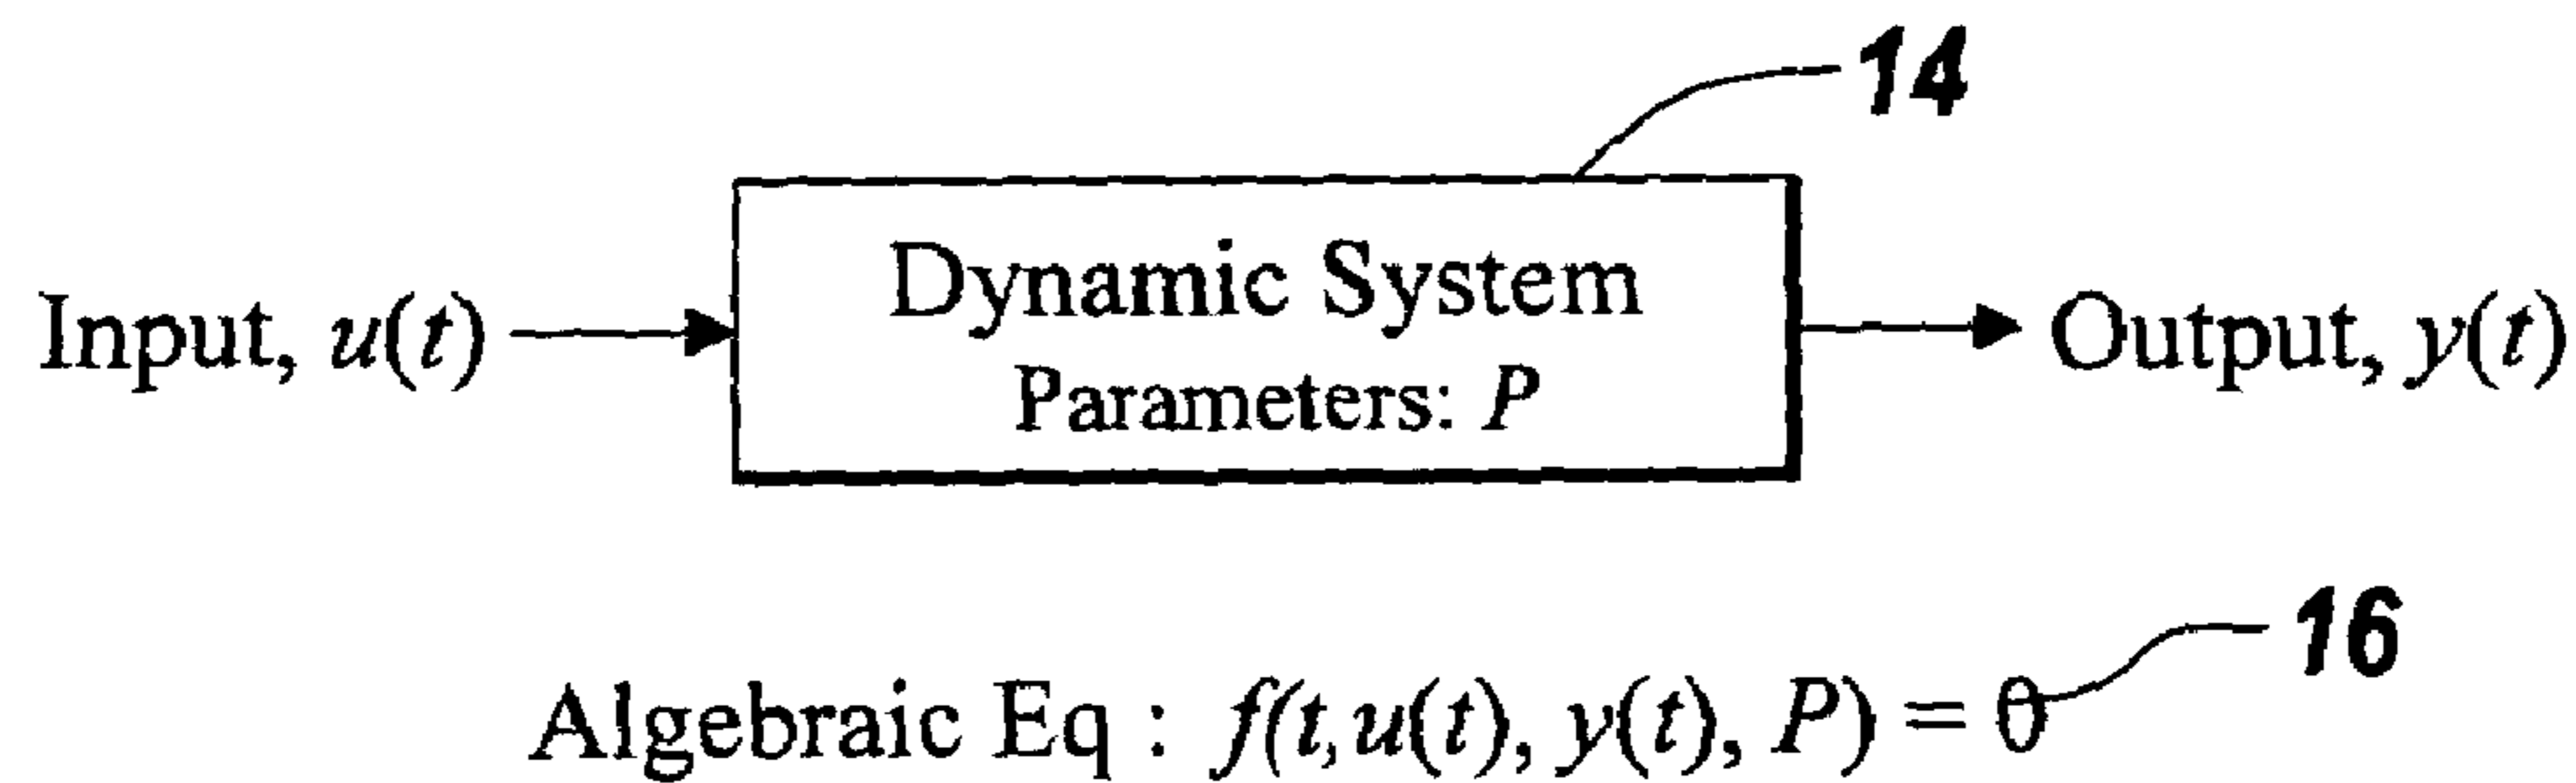 14
Dynamic System
Input, u(t)
Output, y(t)
Parameters: P
16
Algebraic Eq : f(t,u(t), y(t), P) = 0